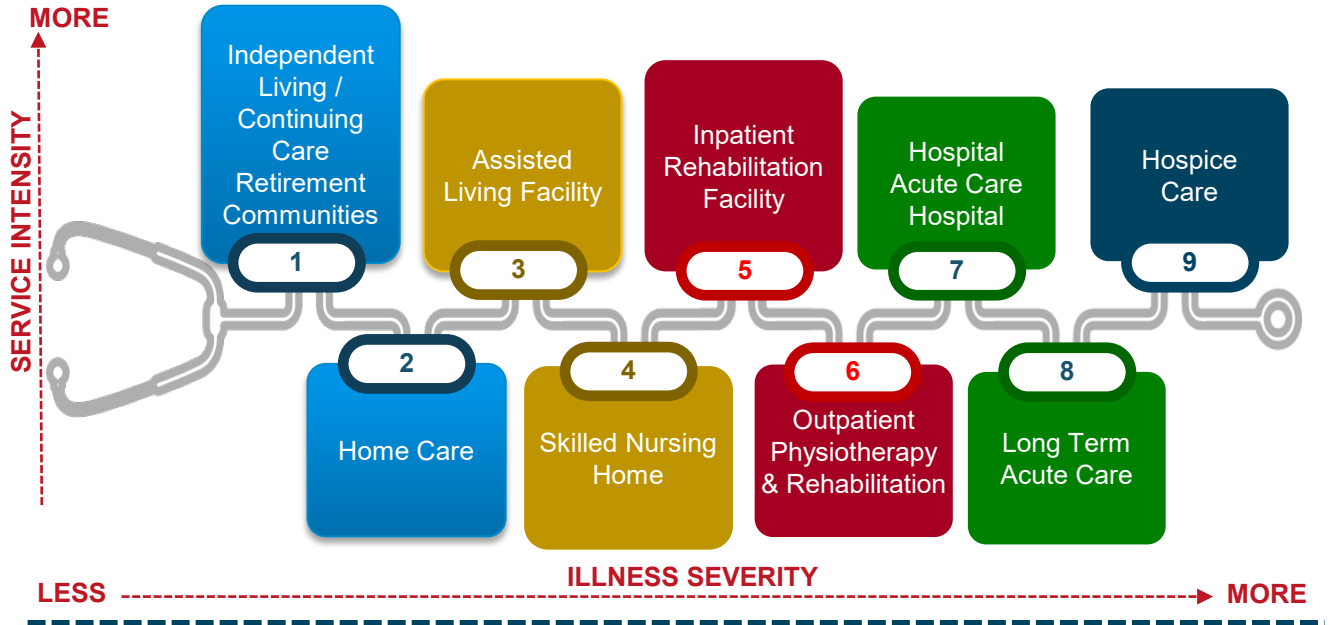 MORE
SERVICE INTENSITY
Independent
Living /
Continuing
Care
Retirement
Communities
1
2
Home Care
Assisted
Living Facility
3
4
Skilled Nursing
Home
Inpatient
Rehabilitation
Facility
5
6
Outpatient
Physiotherapy
& Rehabilitation
Hospital
Acute Care
Hospital
7
8
Long Term
Acute Care
Hospice
Care
9
ILLNESS SEVERITY
LESS
MORE